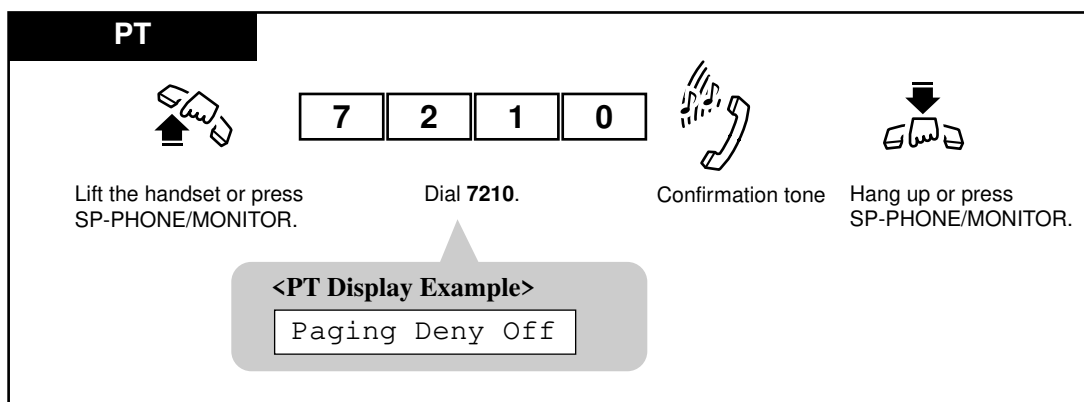 PT
7 2 1 0
Lift the handset or press
SP-PHONE/MONITOR.
Dial 7210.
Confirmation tone
Hang up or press
SP-PHONE/MONITOR.
<PT Display Example>
Paging Deny Off